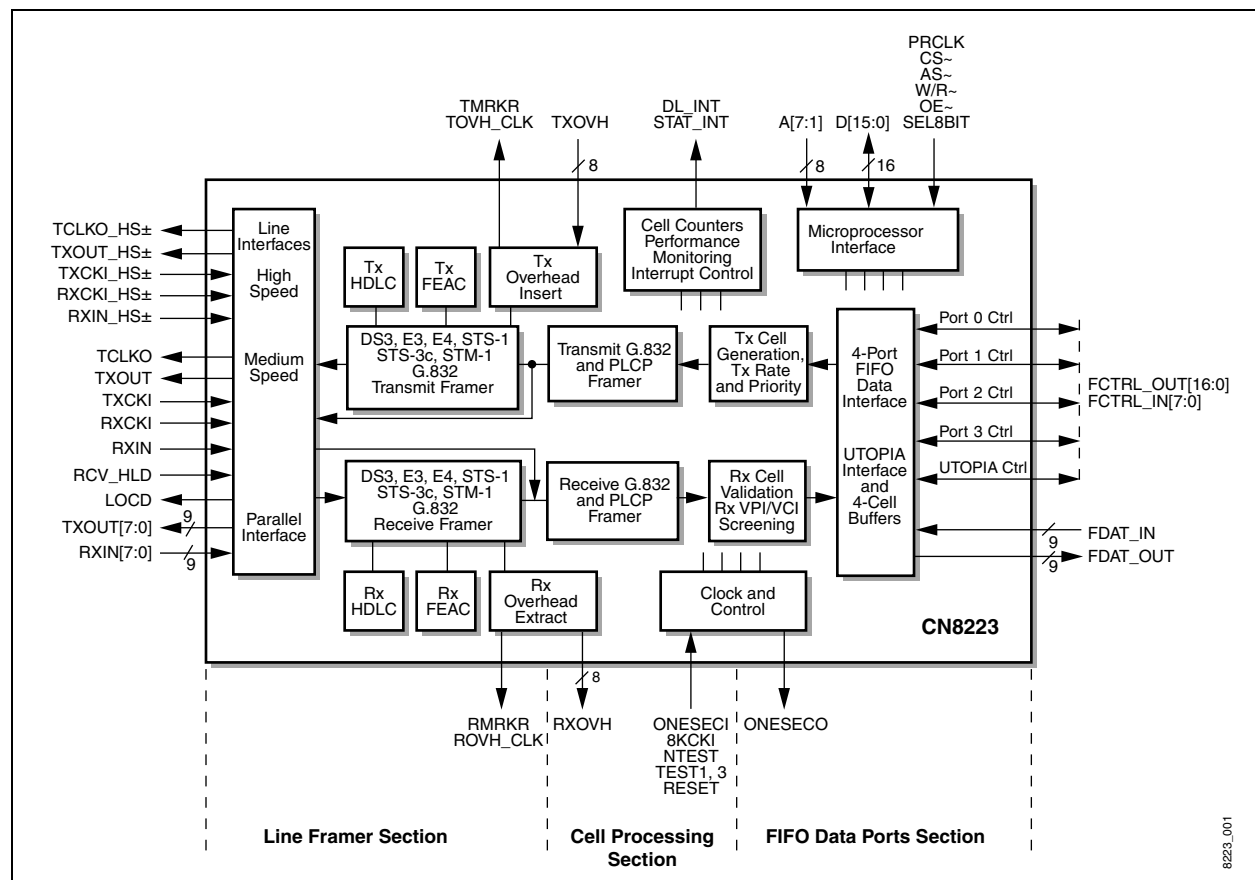 PRCLK
CS~
AS~
W/R~
OE~
SEL8BIT
TMRKR
TOVH_CLK
TXOVH
DL_INT
STAT_INT
A[7:1]
D[15:0]
8
8
16
TCLKO_HS±
TXOUT_HS±
TXCKI_HS±
RXCKI_HS±
RXIN_HS±
TCLKO
TXOUT
TXCKI
RXCKI
RXIN
RCV_HLD
LOCD
TXOUT[7:0]
9
RXIN[7:0]
9
Line
Interfaces
High
Speed
Medium
Speed
Parallel
Interface
Tx
HDLC
Tx
FEAC
Tx
Overhead
Insert
Cell Counters
Performance
Monitoring
Interrupt Control
Microprocessor
Interface
DS3, E3, E4, STS-1
STS-3c, STM-1
G.832
Transmit Framer
Transmit G.832
and PLCP
Framer
Tx Cell
Generation,
Tx Rate
and Priority
4-Port
FIFO
Data
Interface
UTOPIA
Interface
and
4-Cell
Buffers
Port 0 Ctrl
Port 1 Ctrl
Port 2 Ctrl
Port 3 Ctrl
UTOPIA Ctrl
FCTRL_OUT[16:0]
FCTRL_IN[7:0]
FDAT_IN
9
FDAT_OUT
9
DS3, E3, E4, STS-1
STS-3c, STM-1
G.832
Receive Framer
Receive G.832
and PLCP
Framer
Rx Cell
Validation
Rx VPI/VCI
Screening
Rx
HDLC
Rx
FEAC
Rx
Overhead
Extract
Clock and
Control
CN8223
8
RMRKR
ROVH_CLK
RXOVH
ONESECI
8KCKI
NTEST
TEST1, 3
RESET
ONESECO
Line Framer Section
Cell Processing
Section
FIFO Data Ports Section
8223_001